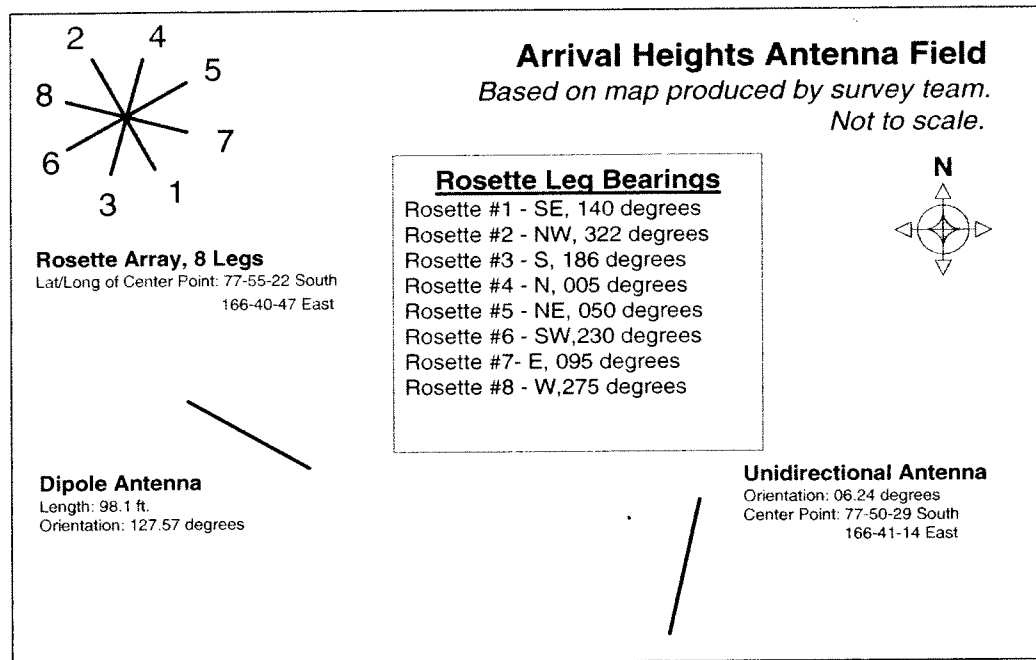 Arrival Heights Antenna Field
Based on map produced by survey team.
Not to scale.
2
4
5
8
7
6
3
1
N
Rosette Array, 8 Legs
Lat/Long of Center Point: 77-55-22 South
166-40-47 East
Rosette Leg Bearings
Rosette #1 - SE, 140 degrees
Rosette #2 - NW, 322 degrees
Rosette #3 - S, 186 degrees
Rosette #4 - N, 005 degrees
Rosette #5 - NE, 050 degrees
Rosette #6 - SW,230 degrees
Rosette #7- E, 095 degrees
Rosette #8 - W,275 degrees
Dipole Antenna
Length: 98.1 ft.
Orientation: 127.57 degrees
Unidirectional Antenna
Orientation: 06.24 degrees
Center Point: 77-50-29 South
166-41-14 East